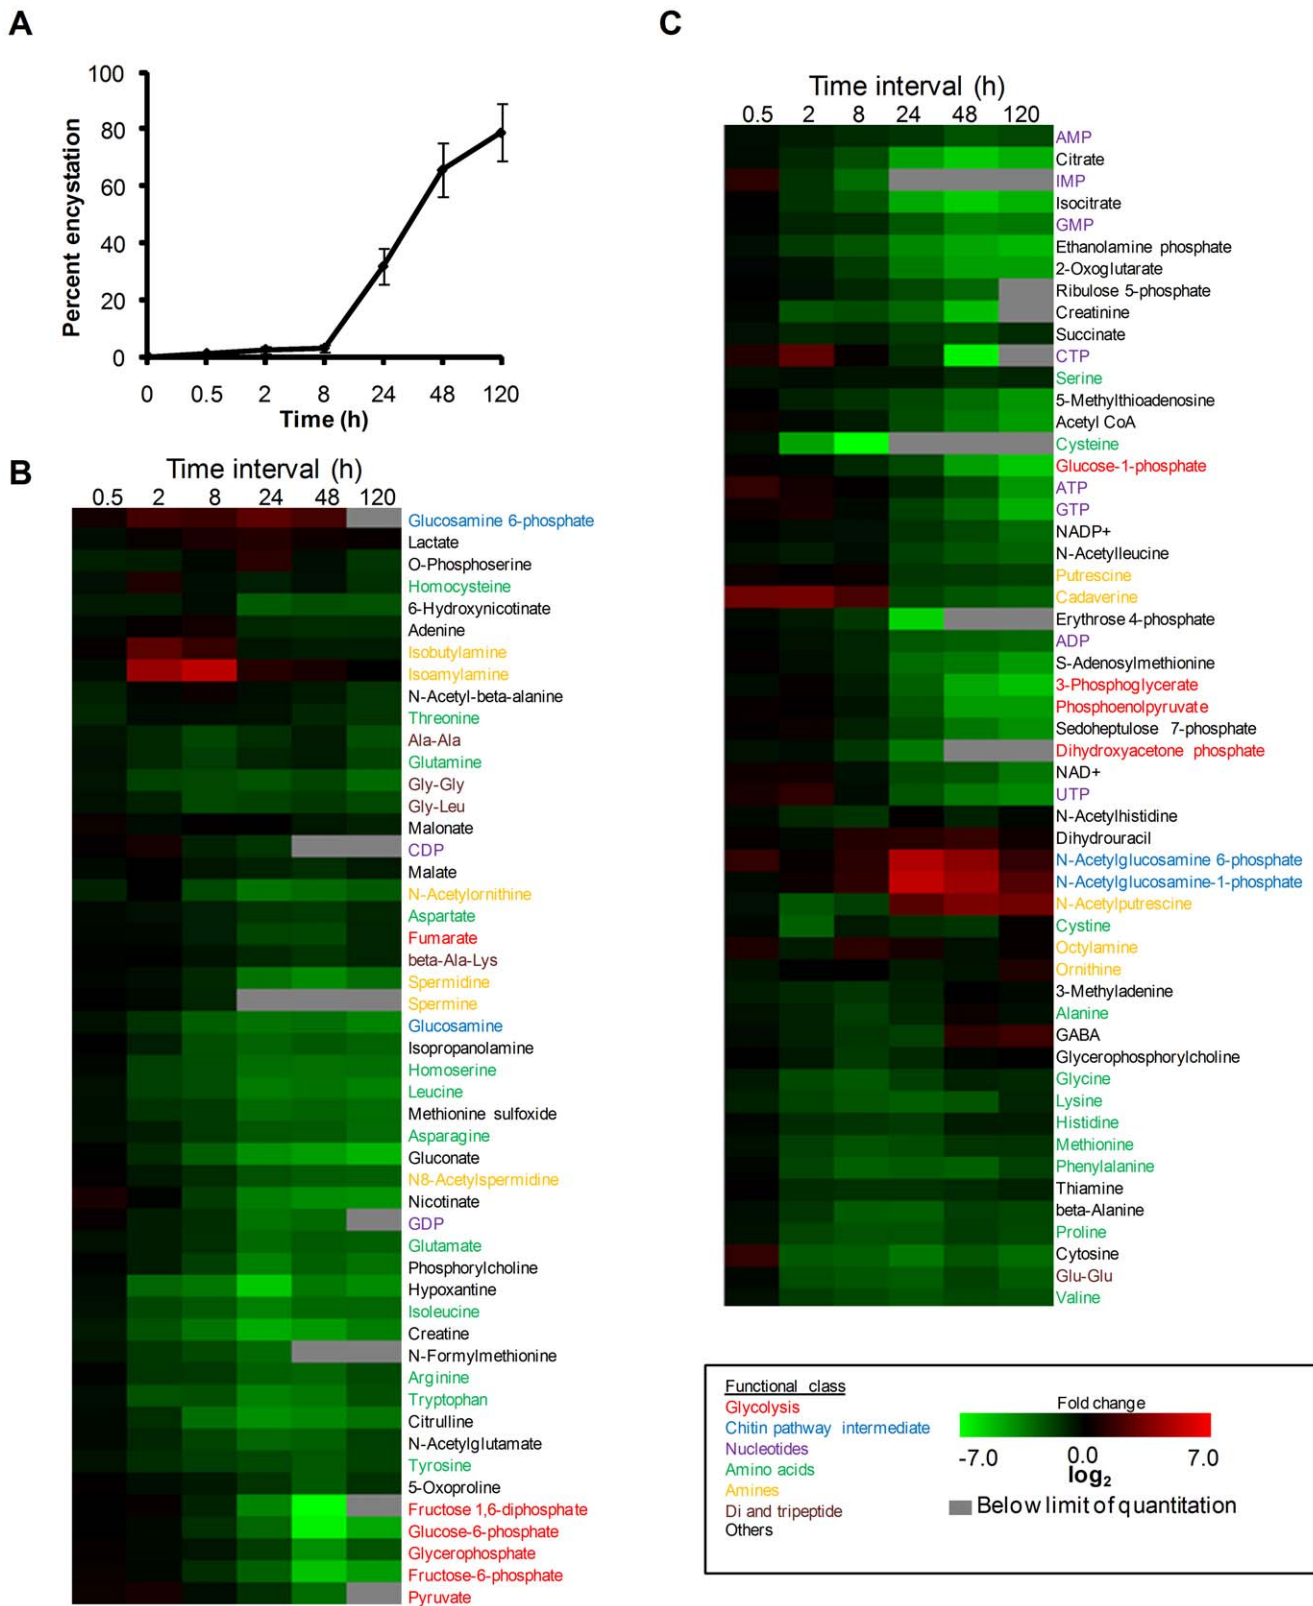 A
100
80
60
40
20
0
Percent encystation
0 0.5 2 8 24 48 120
Time (h)
B
Time interval (h)
0.5 2 8 24 48 120
Glucosamine 6-phosphate
Lactate
O-Phosphoserine
Homocysteine
6-Hydroxynicotinate
Adenine
Isobutylamine
Isoamylamine
N-Acetyl-beta-alanine
Threonine
Ala-Ala
Glutamine
Gly-Gly
Gly-Leu
Malonate
CDP
Malate
N-Acetylornithine
Aspartate
Fumarate
beta-Ala-Lys
Spermidine
Spermine
Glucosamine
Isopropanolamine
Homoserine
Leucine
Methionine sulfoxide
Asparagine
Gluconate
N8-Acetylspermidine
Nicotinate
GDP
Glutamate
Phosphorylcholine
Hypoxantine
Isoleucine
Creatine
N-Formylmethionine
Arginine
Tryptophan
Citrulline
N-Acetylglutamate
Tyrosine
5-Oxoproline
Fructose 1,6-diphosphate
Glucose-6-phosphate
Glycerophosphate
Fructose-6-phosphate
Pyruvate
C
Time interval (h)
0.5 2 8 24 48 120
AMP
Citrate
IMP
Isocitrate
GMP
Ethanolamine phosphate
2-Oxoglutarate
Ribulose 5-phosphate
Creatinine
Succinate
CTP
Serine
5-Methylthioadenosine
Acetyl CoA
Cysteine
Glucose-1-phosphate
ATP
GTP
NADP+
N-Acetylleucine
Putrescine
Cadaverine
Erythrose 4-phosphate
ADP
S-Adenosylmethionine
3-Phosphoglycerate
Phosphoenolpyruvate
Sedoheptulose 7-phosphate
Dihydroxyacetone phosphate
NAD+
UTP
N-Acetylhistidine
Dihydrouracil
N-Acetylglucosamine 6-phosphate
N-Acetylglucosamine-1-phosphate
N-Acetylputrescine
Cystine
Octylamine
Ornithine
3-Methyladenine
Alanine
GABA
Glycerophosphorylcholine
Glycine
Lysine
Histidine
Methionine
Phenylalanine
Thiamine
beta-Alanine
Proline
Cytosine
Glu-Glu
Valine
Functional class
Glycolysis
Chitin pathway intermediate
Nucleotides
Amino acids
Amines
Di and tripeptide
Others
Fold change
-7.0 0.0 7.0
log2
Below limit of quantitation